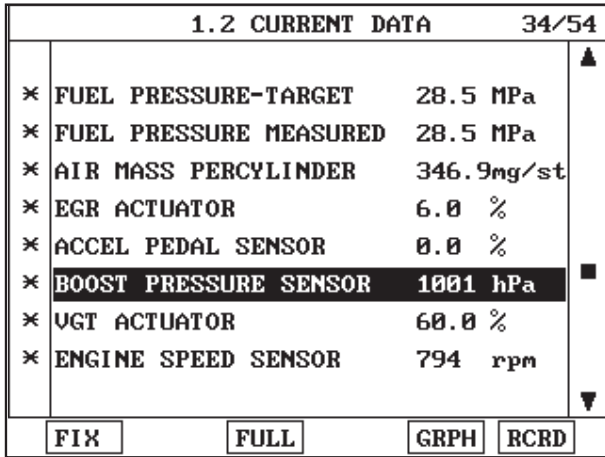 1.2 CURRENT DATA 34/54
* FUEL PRESSURE-TARGET 28.5 MPa
* FUEL PRESSURE MEASURED 28.5 MPa
* AIR MASS PERCYLINDER 346.9mg/st
* EGR ACTUATOR 6.0 %
* ACCEL PEDAL SENSOR 0.0 %
* BOOST PRESSURE SENSOR 1001 hPa
* VGT ACTUATOR 60.0 %
* ENGINE SPEED SENSOR 794 rpm
FIX FULL GRPH RCRD